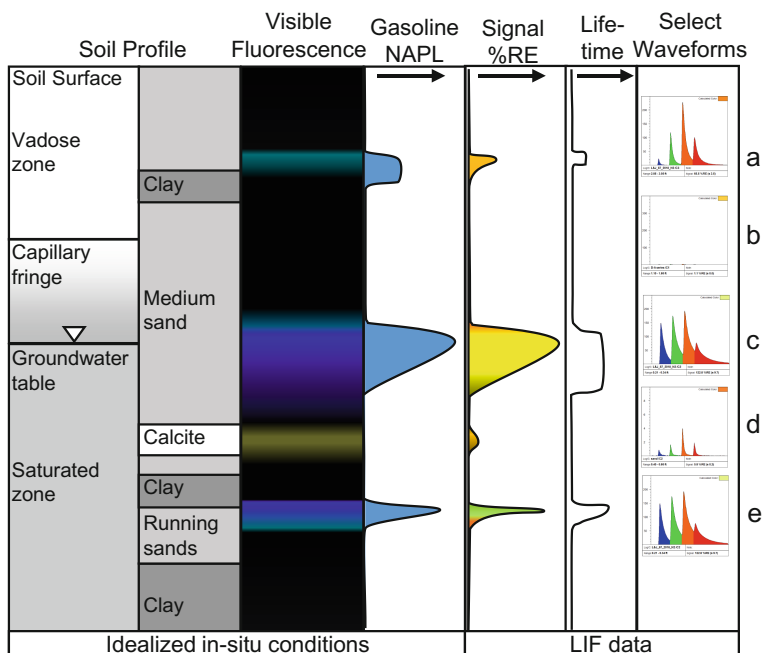 Soil Profile
Visible
Fluorescence
Gasoline
NAPL
Signal
%RE
Life-
time
Select
Waveforms
Soil Surface
Vadose
zone
Clay
Capillary
fringe
Medium
sand
Groundwater
table
Calcite
Saturated
zone
Clay
Running
sands
Clay
a
b
c
d
e
Idealized in-situ conditions
LIF data